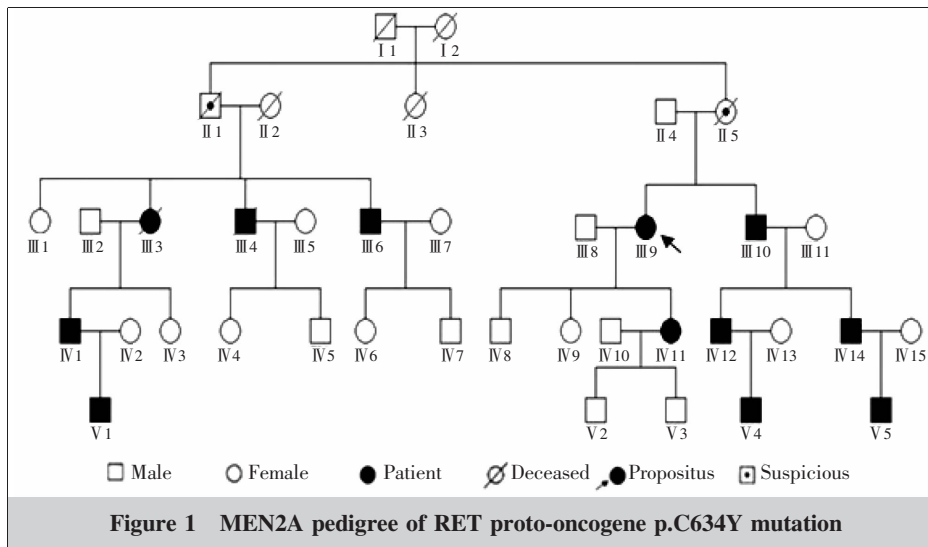 Ⅰ1 Ⅰ2
Ⅱ1 Ⅱ2 Ⅱ3 Ⅱ4 Ⅱ5
Ⅲ1 Ⅲ2 Ⅲ3 Ⅲ4 Ⅲ5 Ⅲ6 Ⅲ7 Ⅲ8 Ⅲ9 Ⅲ10 Ⅲ11
Ⅳ1 Ⅳ2 Ⅳ3 Ⅳ4 Ⅳ5 Ⅳ6 Ⅳ7 Ⅳ8 Ⅳ9 Ⅳ10 Ⅳ11 Ⅳ12 Ⅳ13 Ⅳ14 Ⅳ15
Ⅴ1 Ⅴ2 Ⅴ3 Ⅴ4 Ⅴ5
Male Female Patient Deceased Propositus Suspicious
Figure 1 MEN2A pedigree of RET proto-oncogene p.C634Y mutation